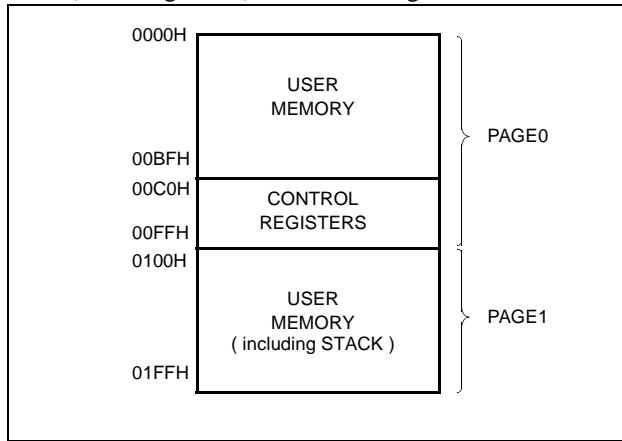 0000H
USER
MEMORY
PAGE0
00BFH
00C0H
CONTROL
REGISTERS
00FFH
0100H
USER
MEMORY
( including STACK )
PAGE1
01FFH